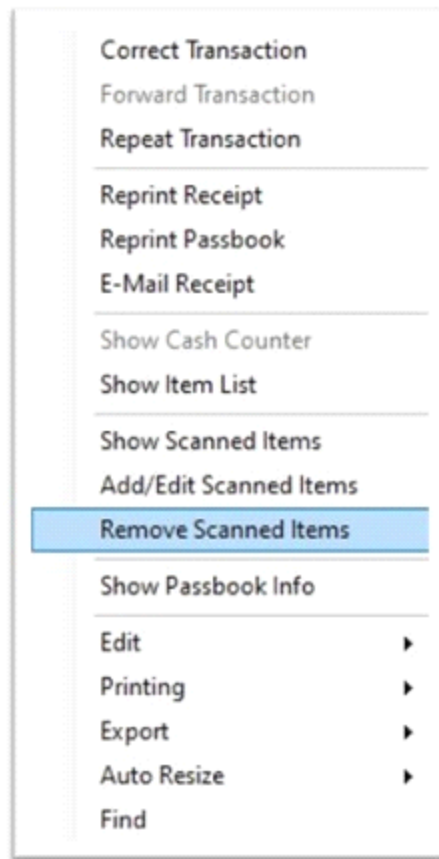 Correct Transaction
Forward Transaction
Repeat Transaction
Reprint Receipt
Reprint Passbook
E-Mail Receipt
Show Cash Counter
Show Item List
Show Scanned Items
Add/Edit Scanned Items
Remove Scanned Items
Show Passbook Info
Edit
Printing
Export
Auto Resize
Find